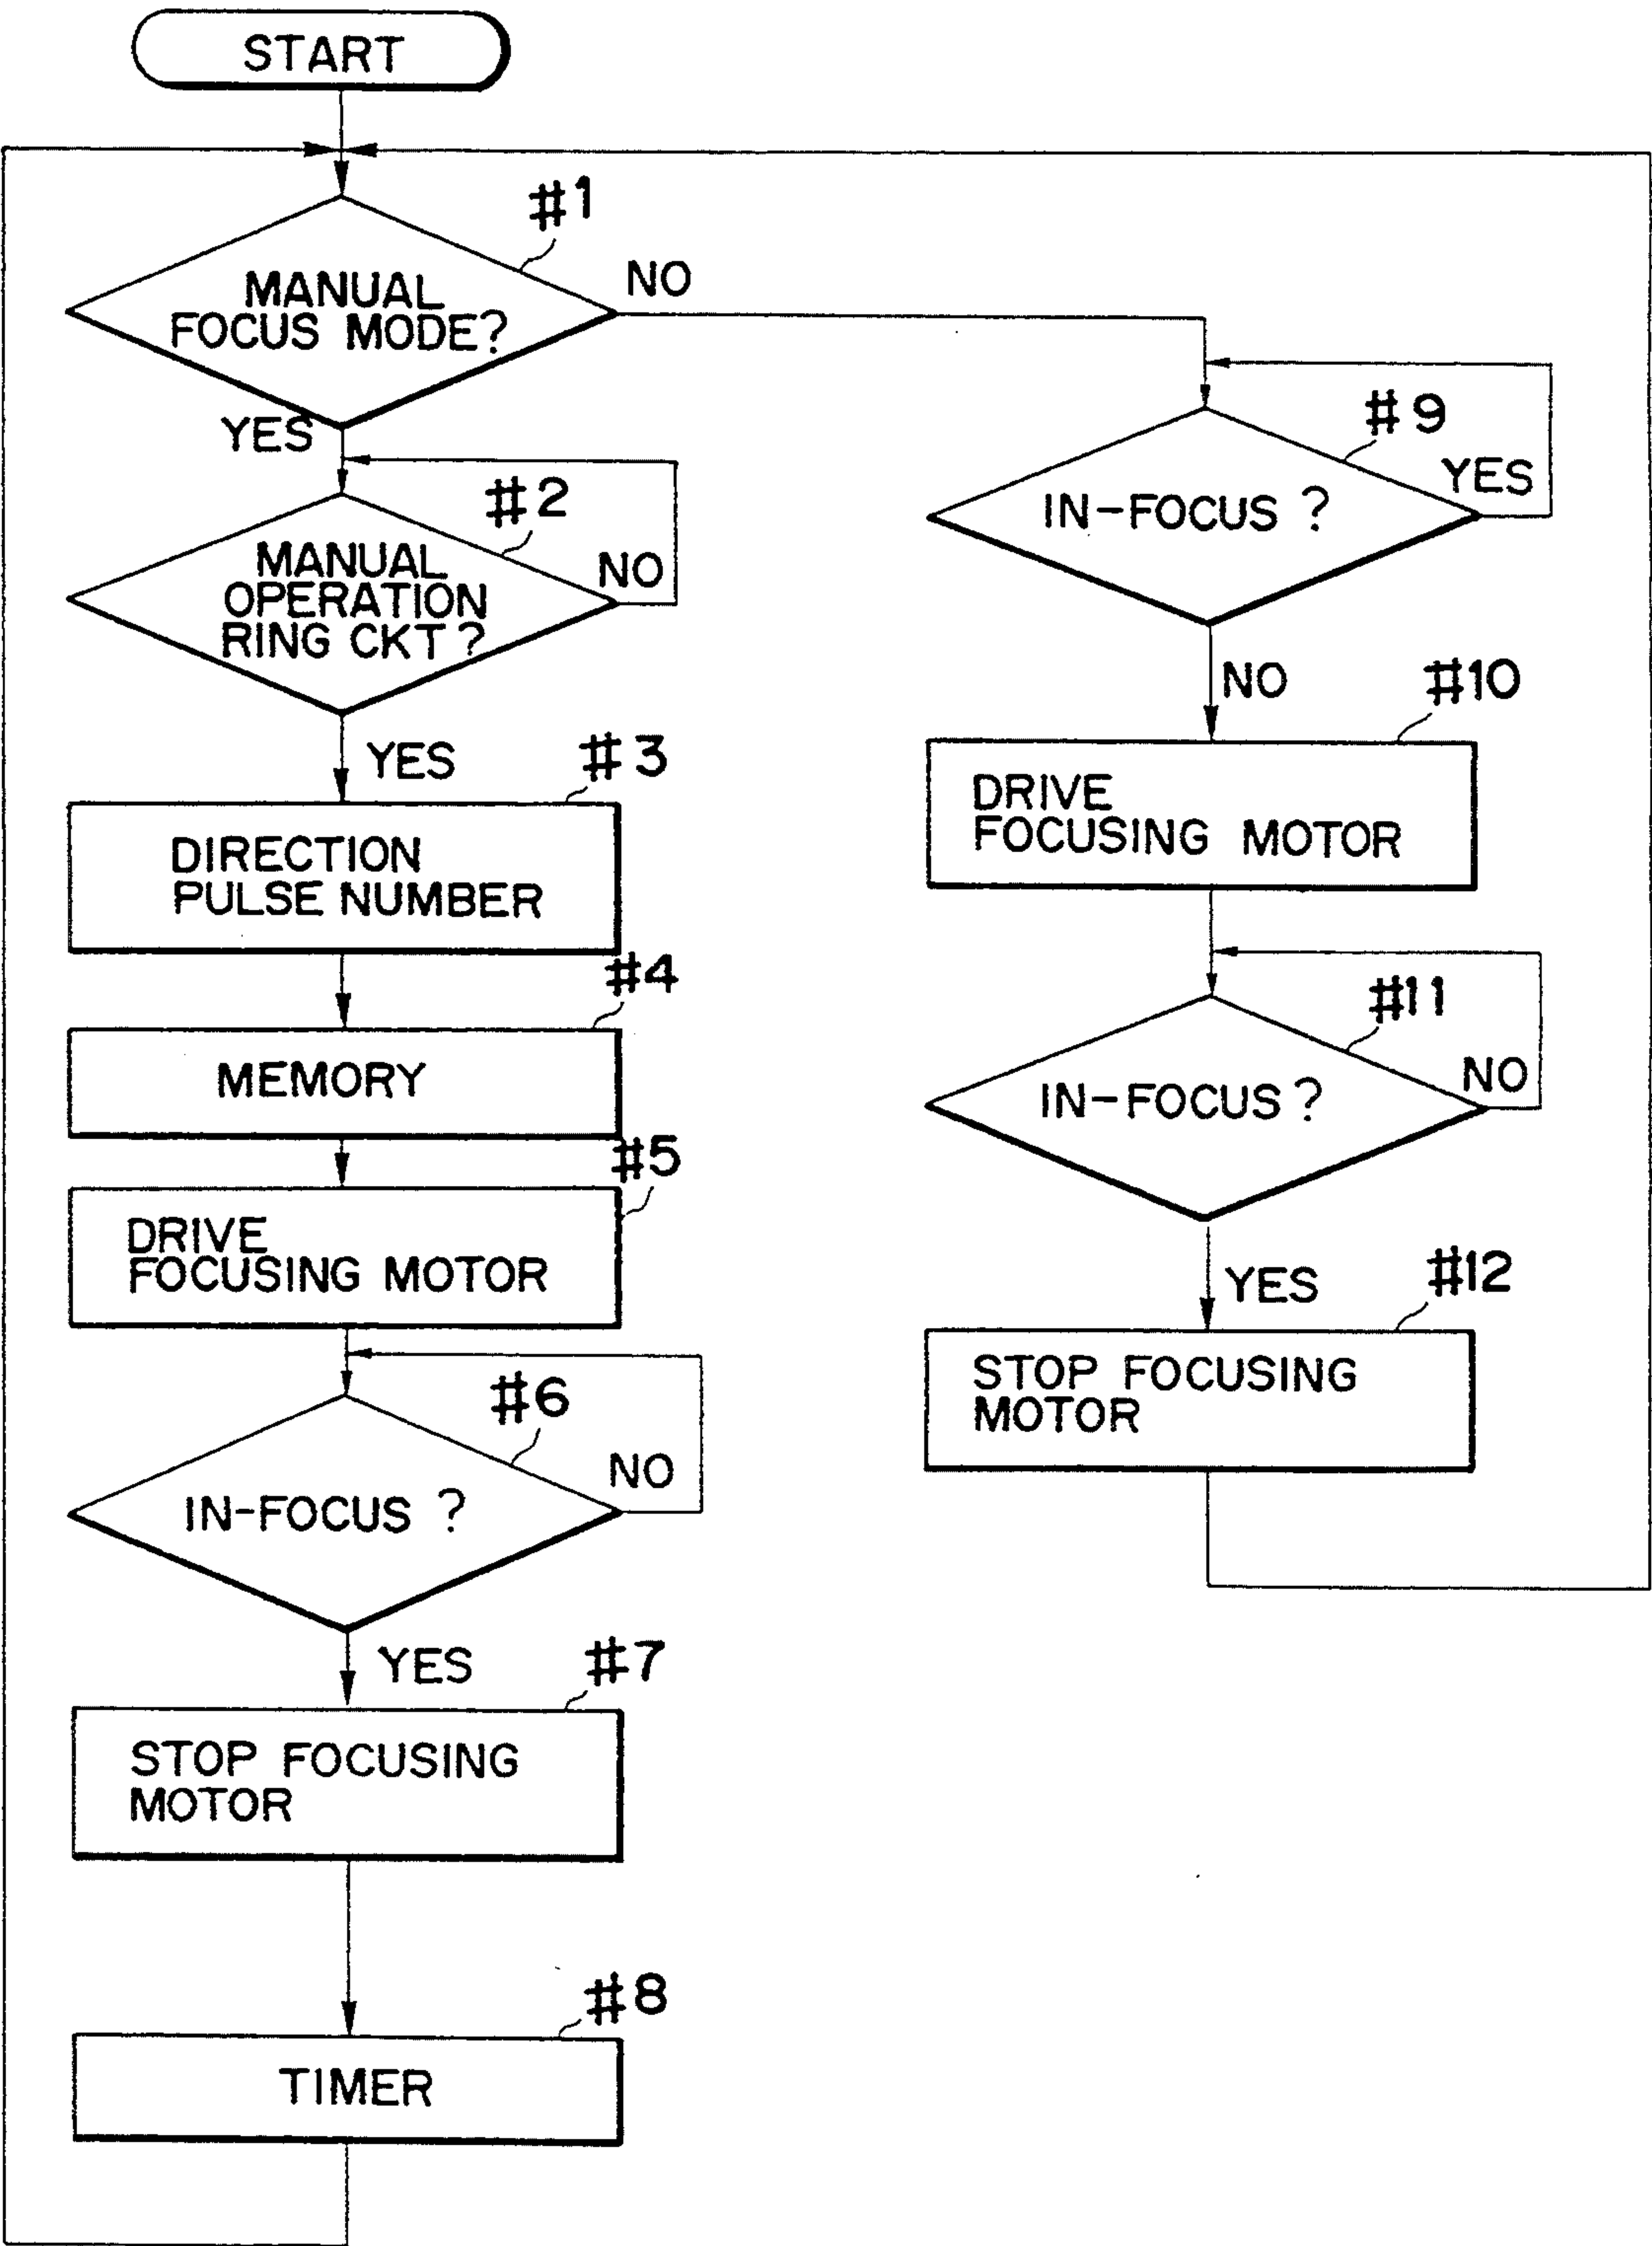 START
#1
MANUAL
FOCUS MODE?
NO
YES
#2
MANUAL
OPERATION
RING CKT?
NO
YES
#3
DIRECTION
PULSE NUMBER
#4
MEMORY
#5
DRIVE
FOCUSING MOTOR
#6
IN-FOCUS ?
NO
YES
#7
STOP FOCUSING
MOTOR
#8
TIMER
#9
IN-FOCUS ?
YES
NO
#10
DRIVE
FOCUSING MOTOR
#11
IN-FOCUS ?
NO
YES
#12
STOP FOCUSING
MOTOR